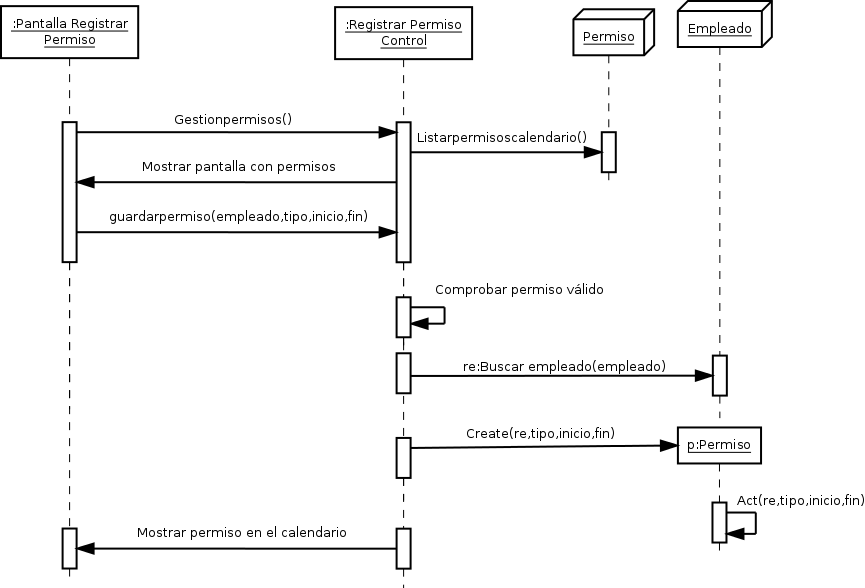 :Pantalla Registrar
Permiso
:Registrar Permiso
Control
Permiso
Empleado
Gestionpermisos()
Listarpermisoscalendario()
Mostrar pantalla con permisos
guardarpermiso(empleado,tipo,inicio,fin)
Comprobar permiso válido
re:Buscar empleado(empleado)
Create(re,tipo,inicio,fin)
p:Permiso
Act(re,tipo,inicio,fin)
Mostrar permiso en el calendario